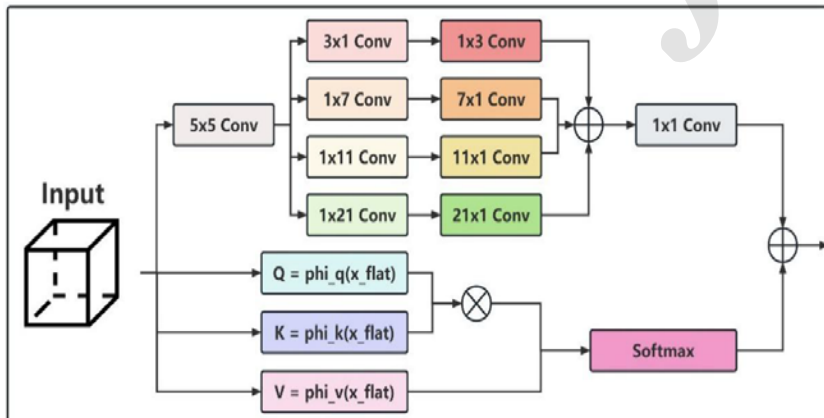 3x1 Conv
1x3 Conv
1x7 Conv
7x1 Conv
5x5 Conv
1x1 Conv
1x11 Conv
11x1 Conv
Input
1x21 Conv
21x1 Conv
Q = phi_q(x_flat)
K = phi_k(x_flat)
Softmax
V = phi_v(x_flat)